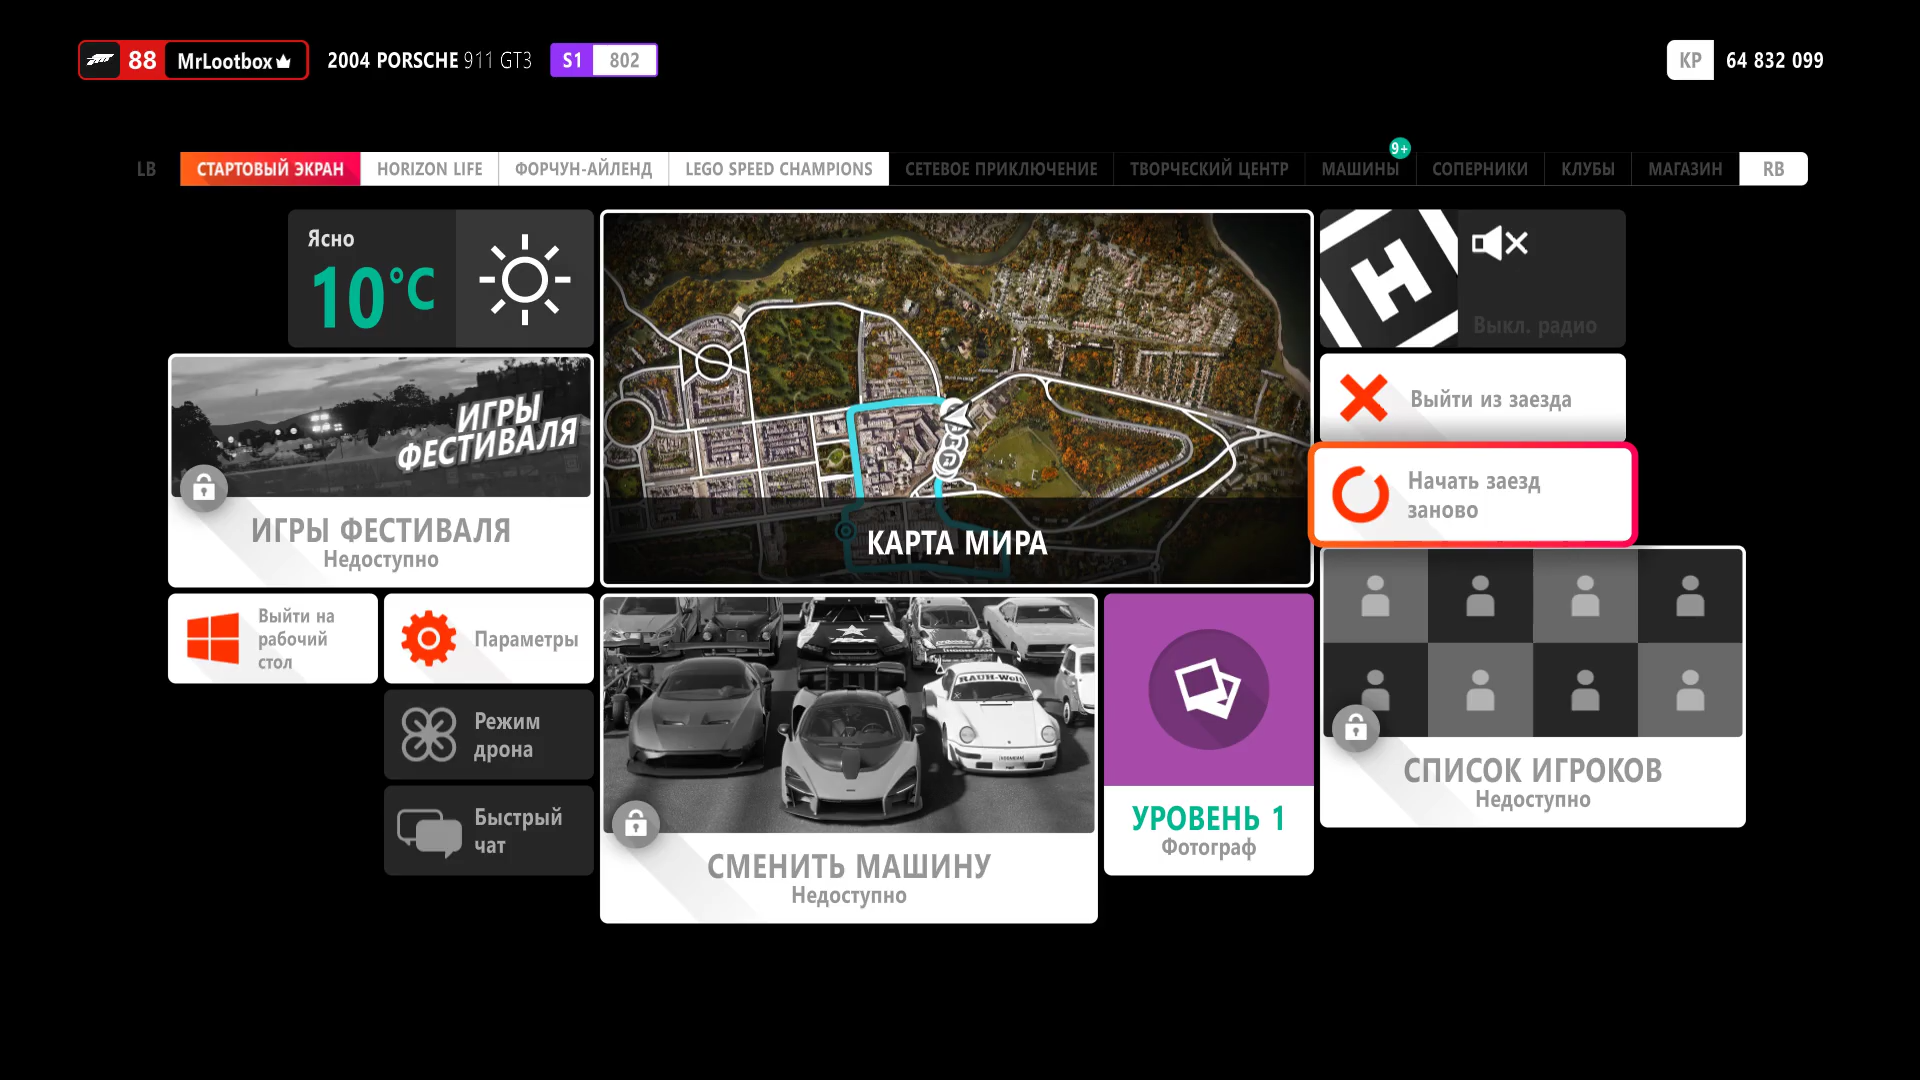 88 MrLootbox 2004 PORSCHE 911 GT3 S1 802 КР 64 832 099
LB СТАРТОВЫЙ ЭКРАН HORIZON LIFE ФОРЧУН-АЙЛЕНД LEGO SPEED CHAMPIONS СЕТЕВОЕ ПРИКЛЮЧЕНИЕ ТВОРЧЕСКИЙ ЦЕНТР МАШИНЫ 9+ СОПЕРНИКИ КЛУБЫ МАГАЗИН RB
Ясно
10°C
ИГРЫ
ФЕСТИВАЛЯ
ИГРЫ ФЕСТИВАЛЯ
Недоступно
Выйти на
рабочий
стол
Параметры
Режим
дрона
Быстрый
чат
КАРТА МИРА
RAUH-Welt
HOONIGAN
СМЕНИТЬ МАШИНУ
Недоступно
УРОВЕНЬ 1
Фотограф
H
Выкл. радио
Выйти из заезда
Начать заезд
заново
СПИСОК ИГРОКОВ
Недоступно